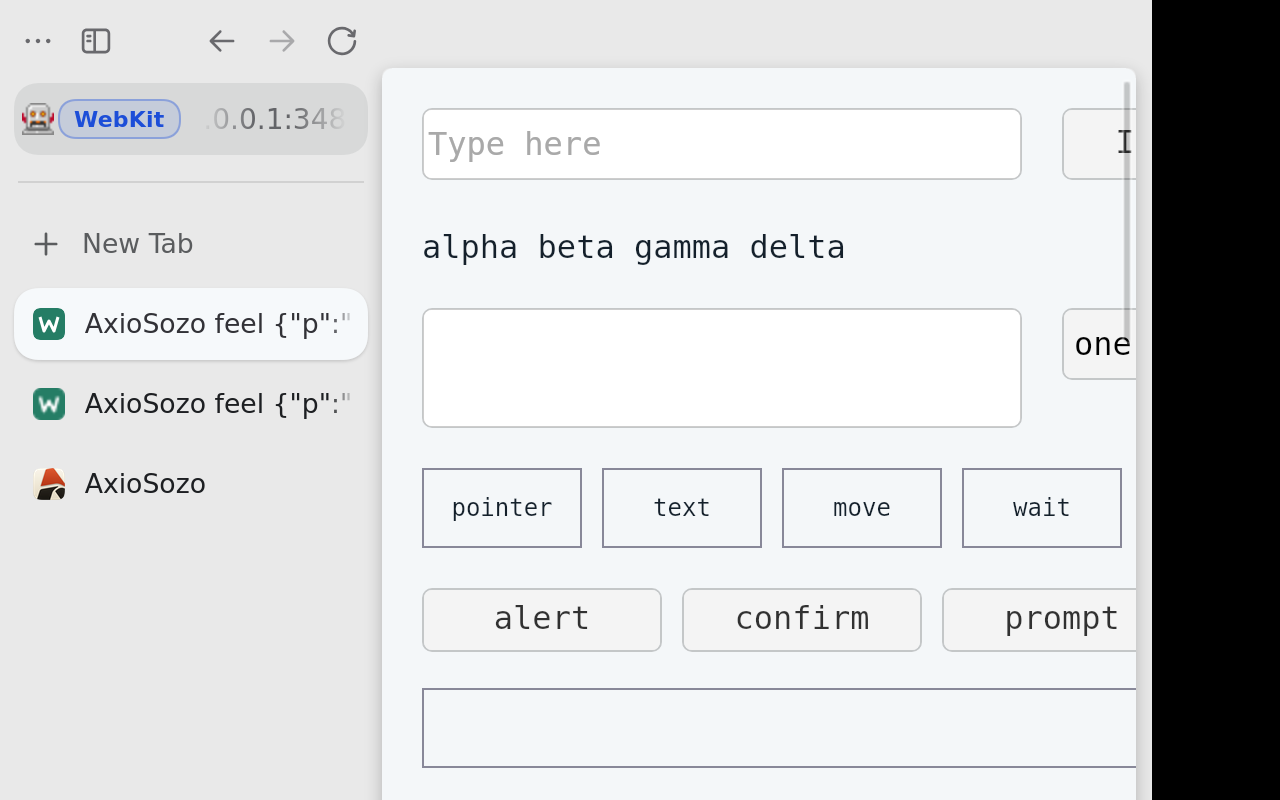 WebKit
.0.0.1:348
New Tab
AxioSozo feel {"p":"
AxioSozo feel {"p":"
AxioSozo
Type here
I
alpha beta gamma delta
one
pointer
text
move
wait
alert
confirm
prompt